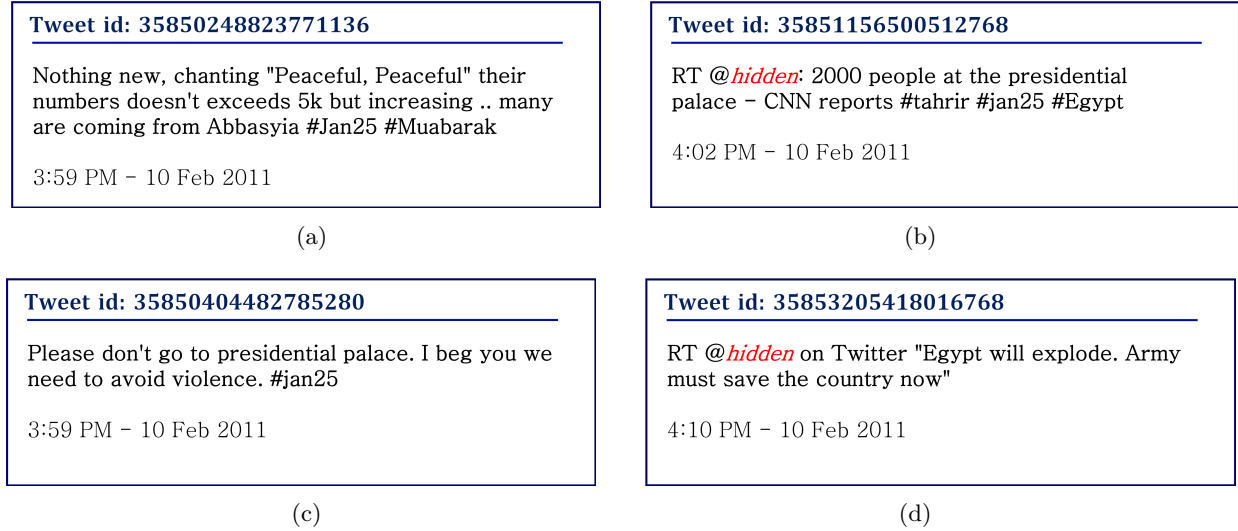 Tweet id: 35850248823771136
Nothing new, chanting "Peaceful, Peaceful" their
numbers doesn't exceeds 5k but increasing .. many
are coming from Abbasyia #Jan25 #Muabarak
3:59 PM – 10 Feb 2011
(a)
Tweet id: 35851156500512768
RT @hidden: 2000 people at the presidential
palace – CNN reports #tahrir #jan25 #Egypt
4:02 PM – 10 Feb 2011
(b)
Tweet id: 35850404482785280
Please don't go to presidential palace. I beg you we
need to avoid violence. #jan25
3:59 PM – 10 Feb 2011
(c)
Tweet id: 35853205418016768
RT @hidden on Twitter "Egypt will explode. Army
must save the country now"
4:10 PM – 10 Feb 2011
(d)